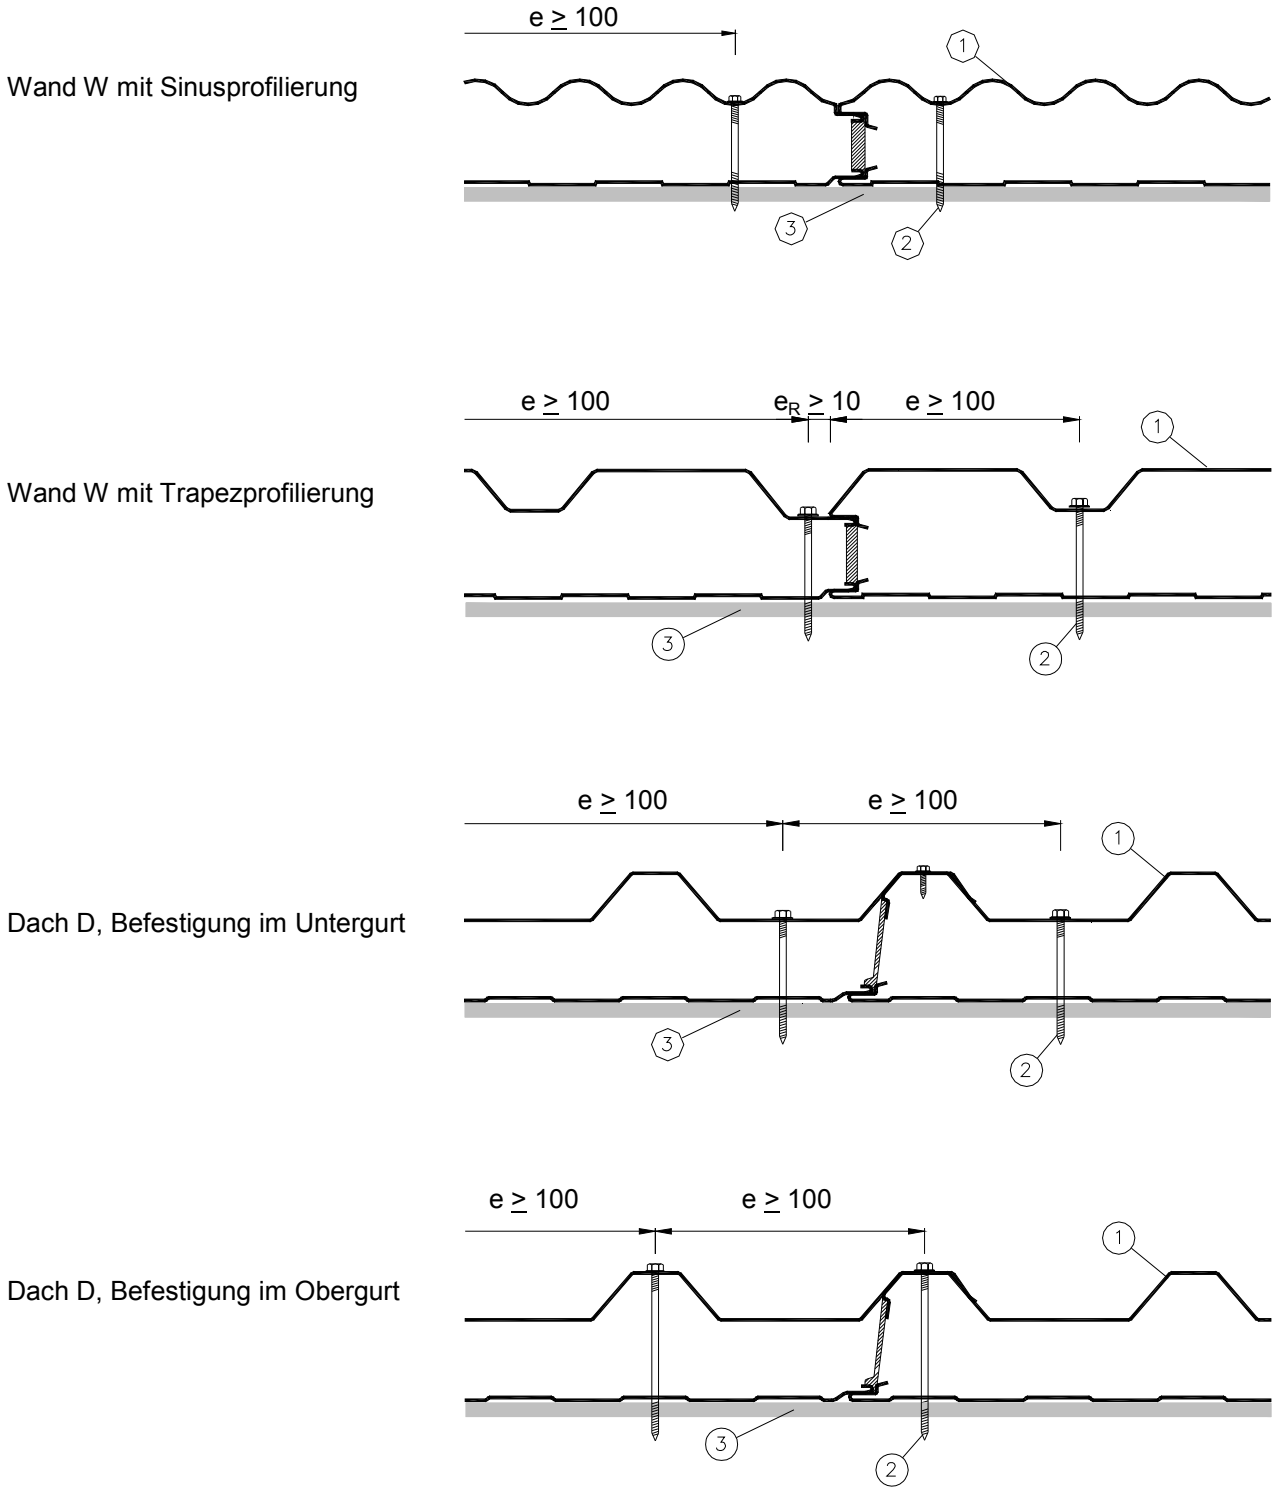 e ≥ 100
1
Wand W mit Sinusprofilierung
3
2
e ≥ 100 eR ≥ 10 e ≥ 100
1
Wand W mit Trapezprofilierung
3
2
e ≥ 100 e ≥ 100
1
Dach D, Befestigung im Untergurt
3
2
e ≥ 100 e ≥ 100
1
Dach D, Befestigung im Obergurt
3
2